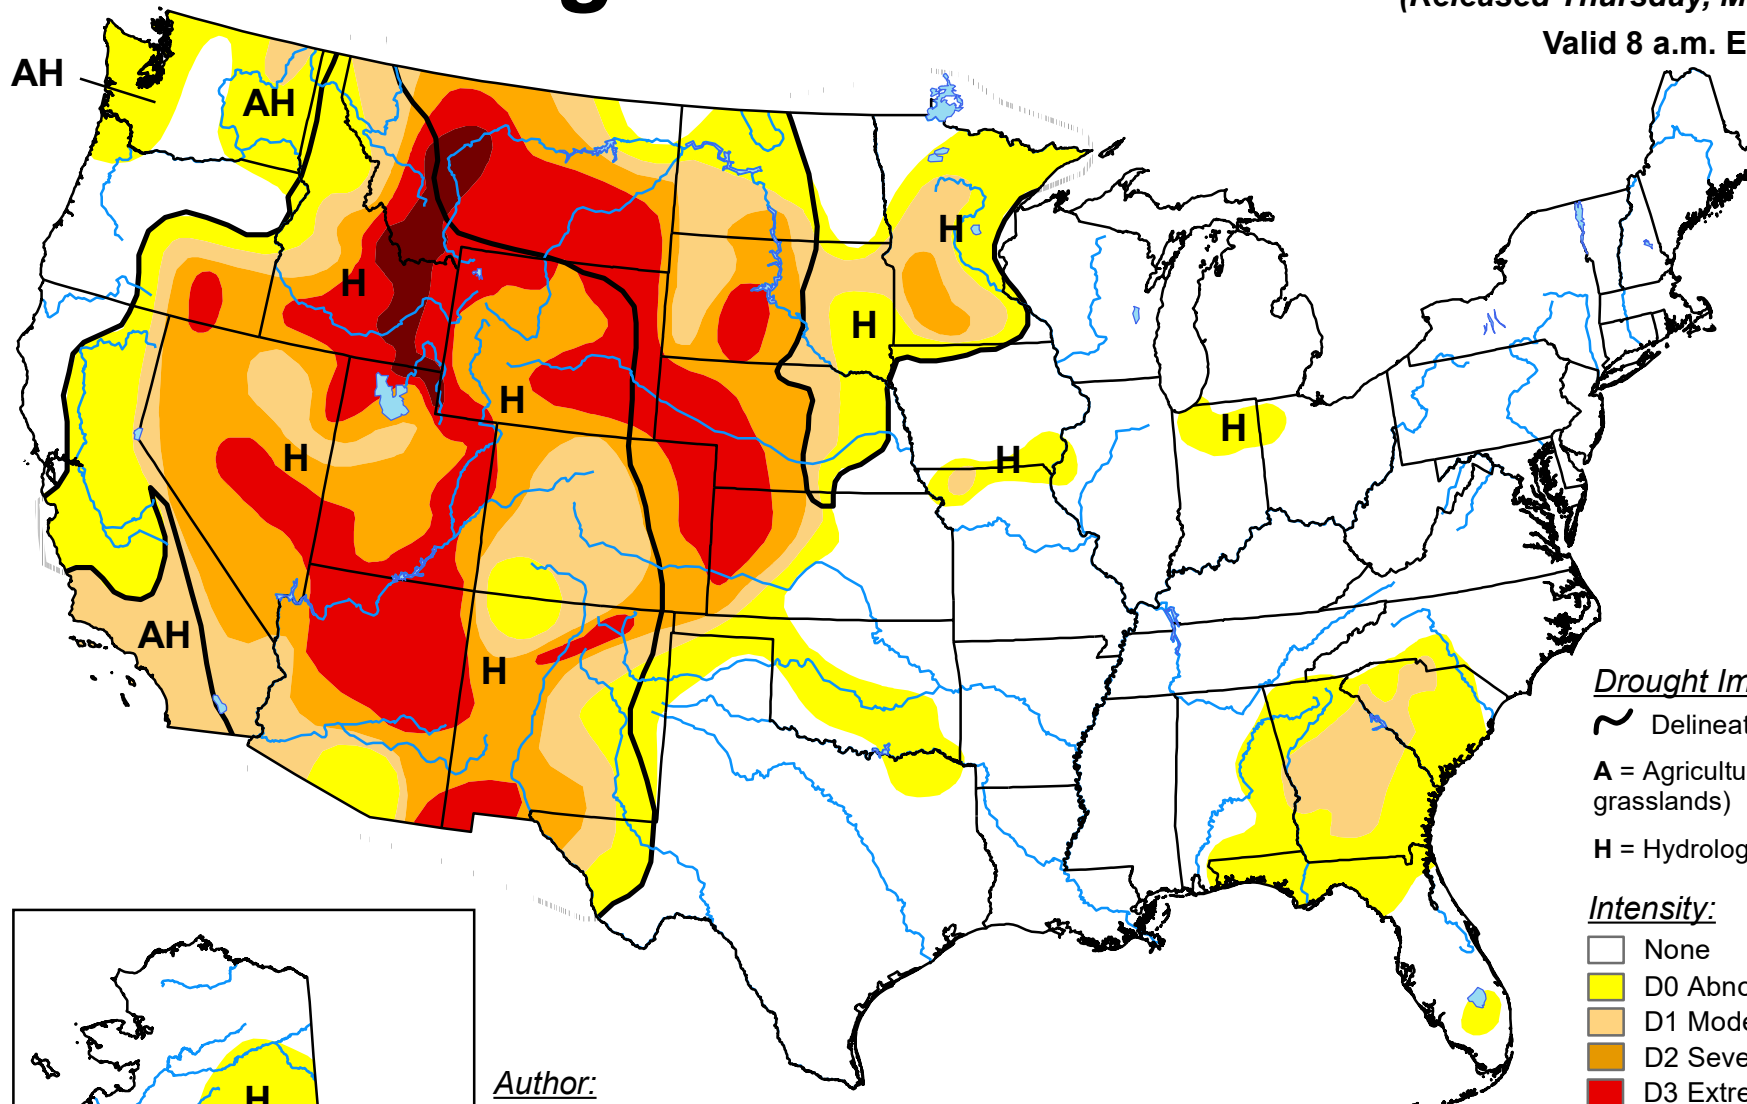 (Released Thursday, M
Valid 8 a.m. E
AH
AH
H
H
H
H
H
H
H
H
AH
H
Drought Im
Delineat
A = Agricultu
grasslands)
H = Hydrolog
Intensity:
None
D0 Abno
D1 Mode
D2 Seve
D3 Extre
H
Author: